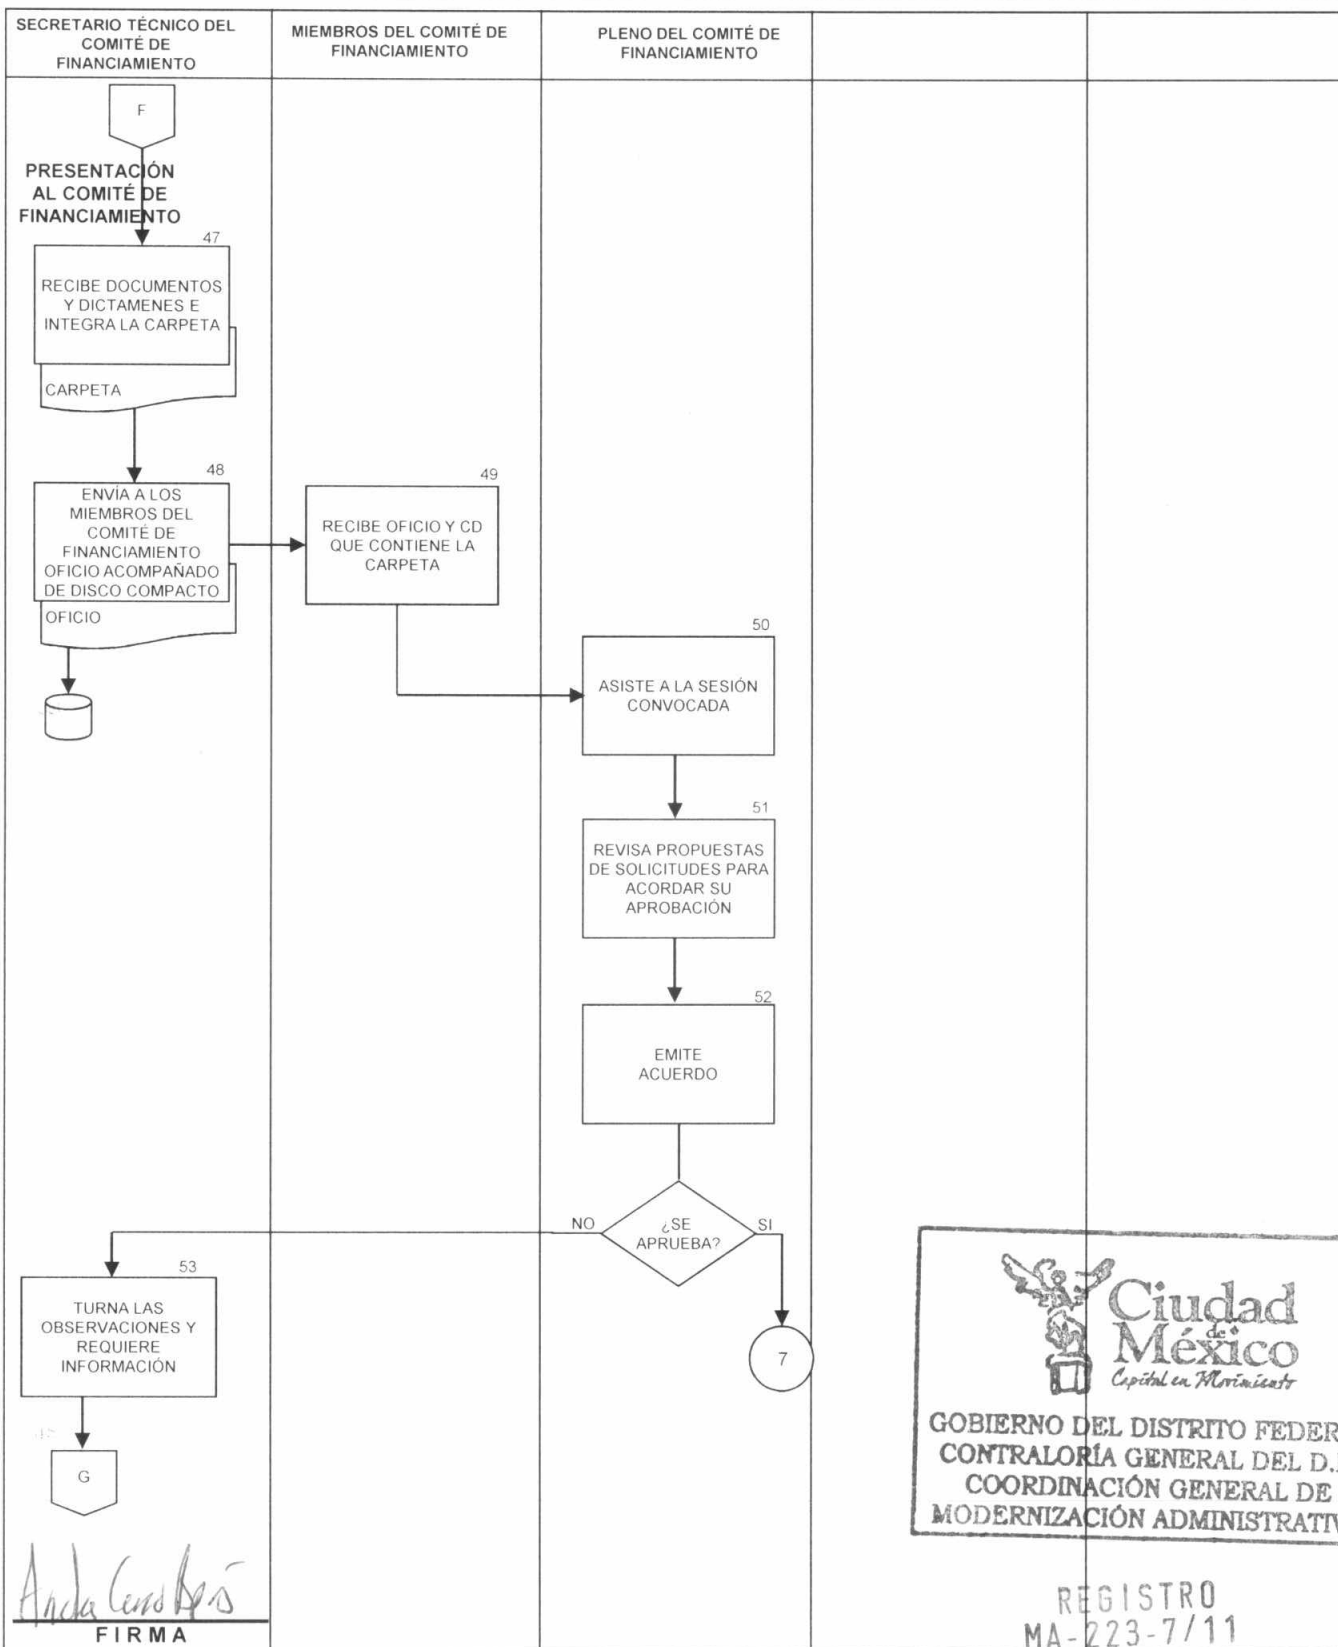 SECRETARIO TÉCNICO DEL
COMITÉ DE
FINANCIAMIENTO
MIEMBROS DEL COMITÉ DE
FINANCIAMIENTO
PLENO DEL COMITÉ DE
FINANCIAMIENTO
F
PRESENTACIÓN
AL COMITÉ DE
FINANCIAMIENTO
47
RECIBE DOCUMENTOS
Y DICTAMENES E
INTEGRA LA CARPETA
CARPETA
48
ENVÍA A LOS
MIEMBROS DEL
COMITÉ DE
FINANCIAMIENTO
OFICIO ACOMPAÑADO
DE DISCO COMPACTO
OFICIO
49
RECIBE OFICIO Y CD
QUE CONTIENE LA
CARPETA
50
ASISTE A LA SESIÓN
CONVOCADA
51
REVISA PROPUESTAS
DE SOLICITUDES PARA
ACORDAR SU
APROBACIÓN
52
EMITE
ACUERDO
¿SE
APRUEBA?
NO
SI
7
53
TURNA LAS
OBSERVACIONES Y
REQUIERE
INFORMACIÓN
G
FIRMA
Ciudad
de
México
Capital en Movimiento
GOBIERNO DEL DISTRITO FEDER
CONTRALORÍA GENERAL DEL D.
COORDINACIÓN GENERAL DE
MODERNIZACIÓN ADMINISTRATIV
REGISTRO
MA-223-7/11